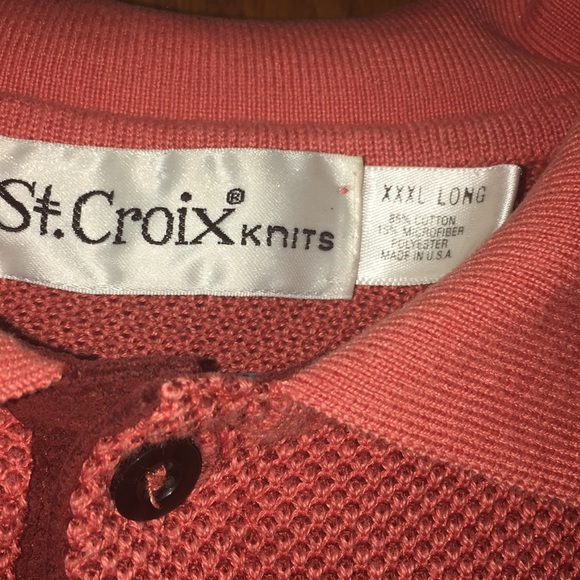 St. Croix® KNITS
XXXL LONG
85% COTTON
15% MICROFIBER
POLYESTER
MADE IN U.S.A.